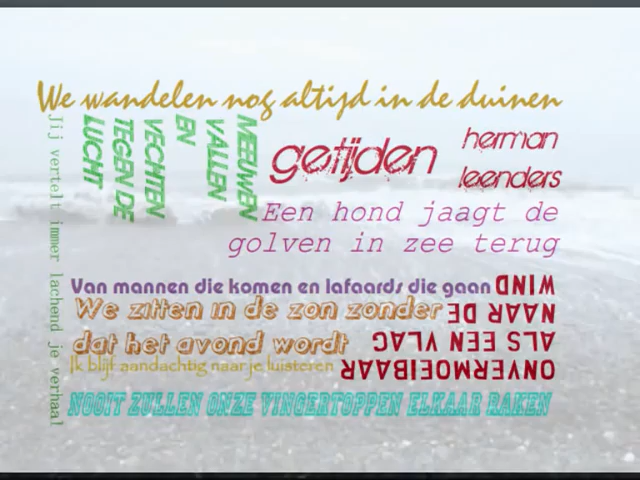 We wandelen nog altijd in de duinen
Jij vertelt immer lachend je verhaal
MEEUWEN
VALLEN
EN
VECHTEN
TEGEN DE
LUCHT
getijden
herman
leenders
Een hond jaagt de
golven in zee terug
Van mannen die komen en lafaards die gaan
We zitten in de zon zonder
dat het avond wordt
ONVERMOEIBAAR
ALS EEN VLAG
NAAR DE
WIND
Ik blijf aandachtig naar je luisteren
NOOIT ZULLEN ONZE VINGERTOPPEN ELKAAR RAKEN